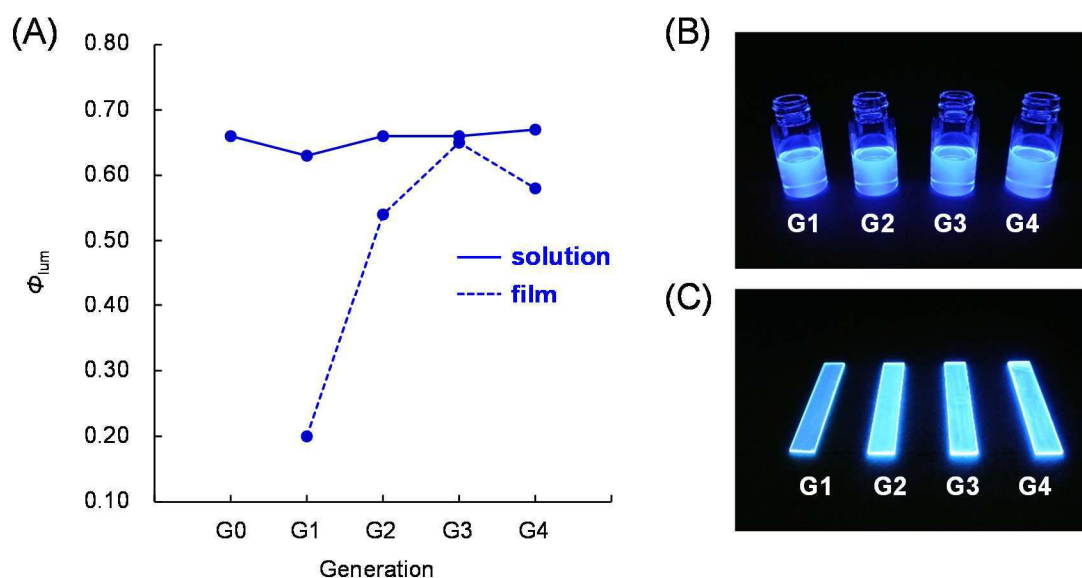 (A)
0.80
0.70
0.60
0.50
0.40
0.30
0.20
0.10
Φlum
solution
film
G0 G1 G2 G3 G4
Generation
(B)
G1 G2 G3 G4
(C)
G1 G2 G3 G4